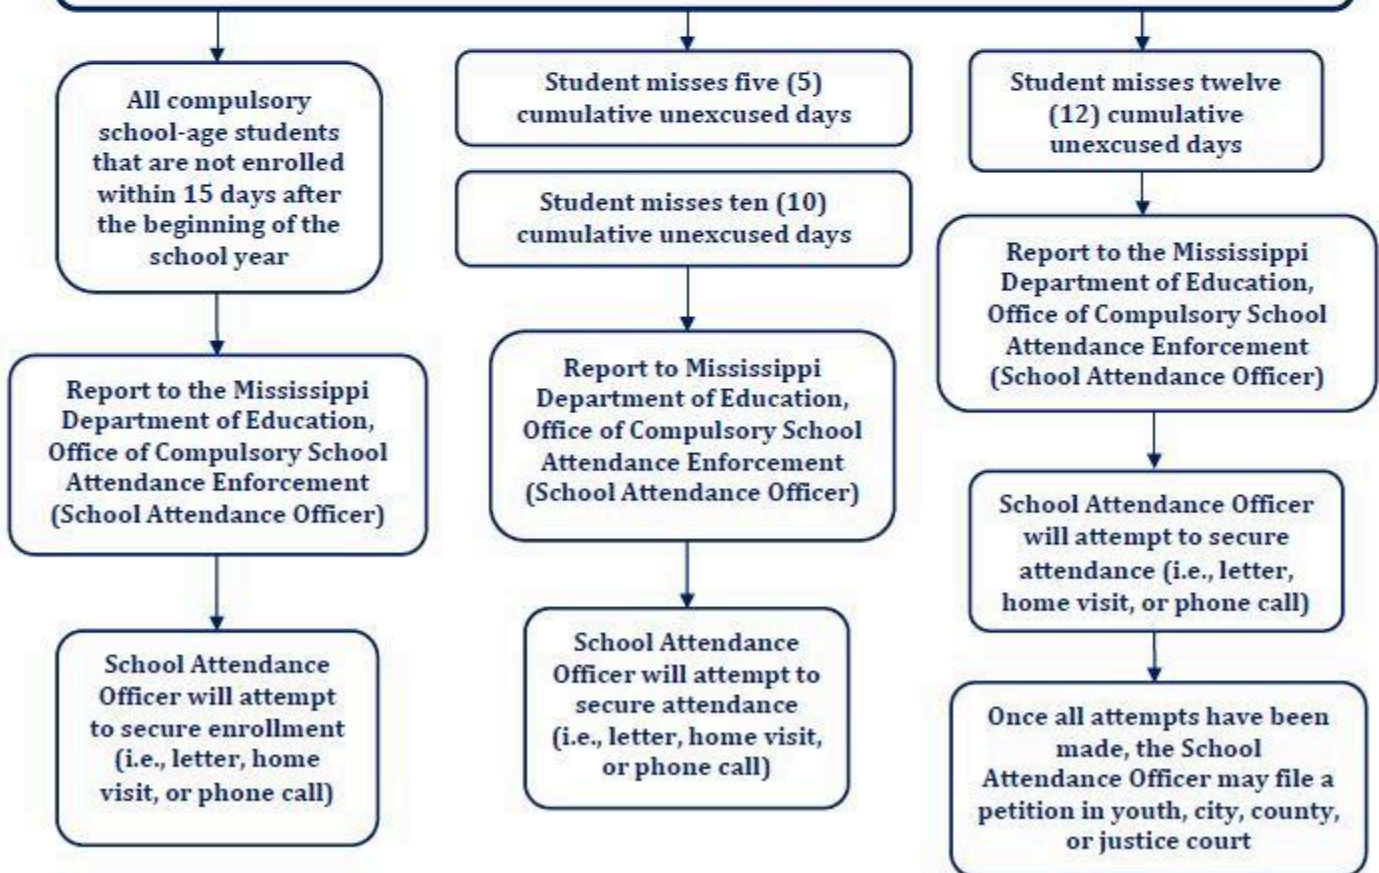 All compulsory
school-age students
that are not enrolled
within 15 days after
the beginning of the
school year
Report to the Mississippi
Department of Education,
Office of Compulsory School
Attendance Enforcement
(School Attendance Officer)
School Attendance
Officer will attempt
to secure enrollment
(i.e., letter, home
visit, or phone call)
Student misses five (5)
cumulative unexcused days
Student misses ten (10)
cumulative unexcused days
Report to Mississippi
Department of Education,
Office of Compulsory School
Attendance Enforcement
(School Attendance Officer)
School Attendance
Officer will attempt to
secure attendance
(i.e., letter, home visit,
or phone call)
Student misses twelve
(12) cumulative
unexcused days
Report to the Mississippi
Department of Education,
Office of Compulsory School
Attendance Enforcement
(School Attendance Officer)
School Attendance Officer
will attempt to secure
attendance (i.e., letter,
home visit, or phone call)
Once all attempts have been
made, the School
Attendance Officer may file a
petition in youth, city, county,
or justice court